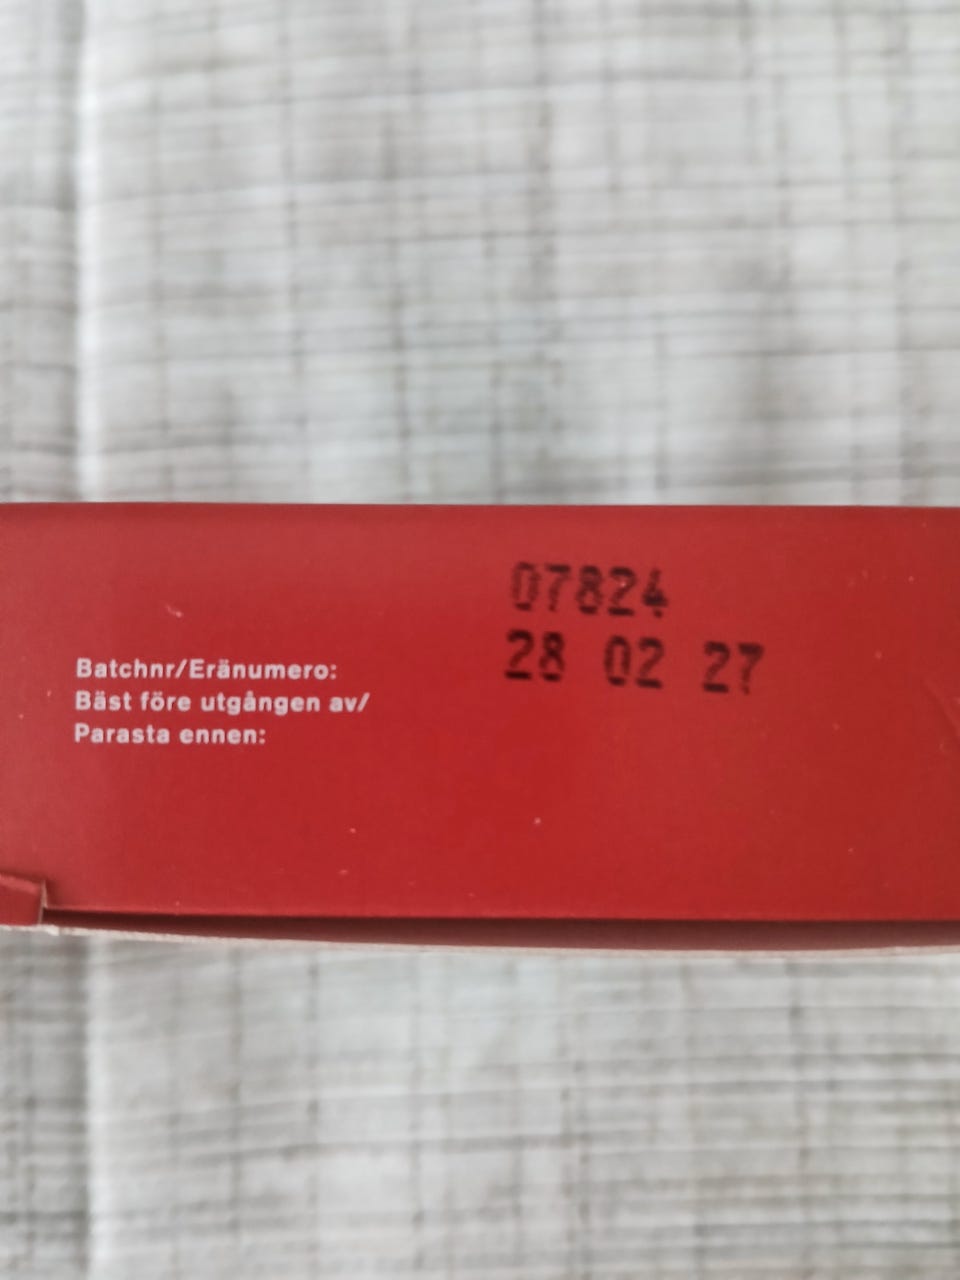 07824
28 02 27
Batchnr/Eränumero:
Bäst före utgången av/
Parasta ennen: